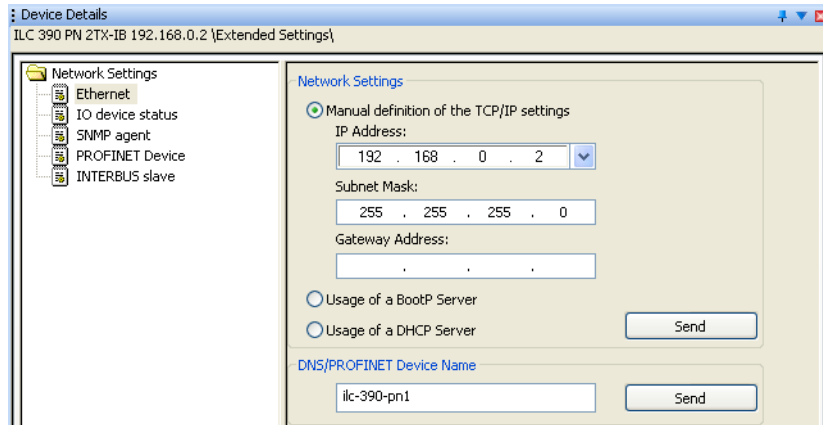 Device Details
ILC 390 PN 2TX-IB 192.168.0.2 \Extended Settings\
Network Settings
Ethernet
IO device status
SNMP agent
PROFINET Device
INTERBUS slave
Network Settings
Manual definition of the TCP/IP settings
IP Address:
192 . 168 . 0 . 2
Subnet Mask:
255 . 255 . 255 . 0
Gateway Address:
. . .
Usage of a BootP Server
Usage of a DHCP Server
Send
DNS/PROFINET Device Name
ilc-390-pn1
Send